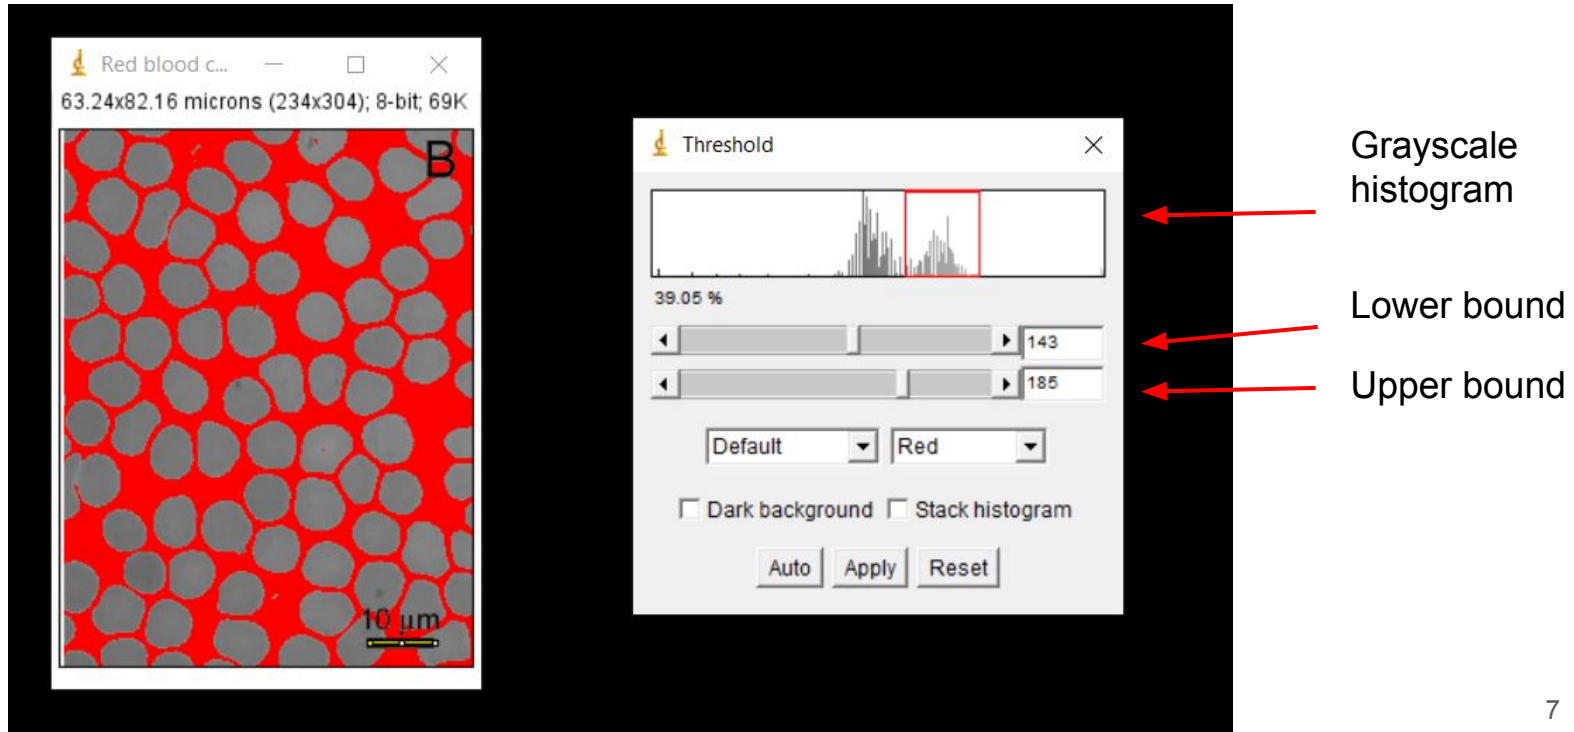 Red blood c...
63.24x82.16 microns (234x304); 8-bit; 69K
B
10 µm
Threshold
39.05 %
143
185
Default
Red
Dark background
Stack histogram
Auto
Apply
Reset
Grayscale
histogram
Lower bound
Upper bound
7